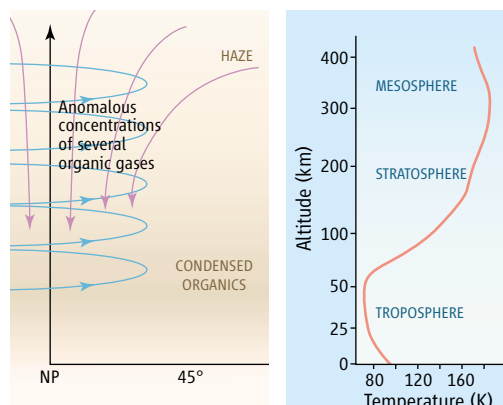 HAZE
Anomalous
concentrations
of several
organic gases
CONDENSED
ORGANICS
NP 45°
Altitude (km)
400
300
200
100
50
25
0
MESOSPHERE
STRATOSPHERE
TROPOSPHERE
80 120 160
Temperature (K)